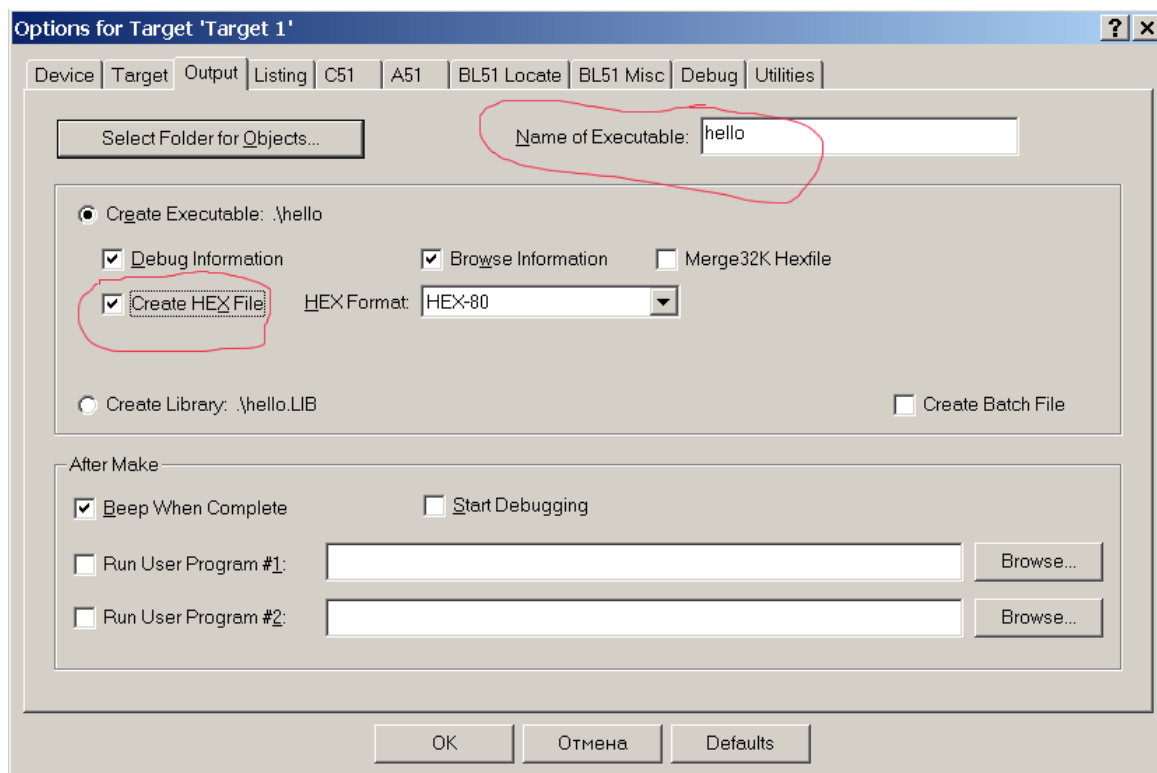 Options for Target 'Target 1'
Device Target Output Listing C51 A51 BL51 Locate BL51 Misc Debug Utilities
Select Folder for Objects... Name of Executable: hello
Create Executable: .\hello
Debug Information Browse Information Merge32K Hexfile
Create HEX File HEX Format: HEX-80
Create Library: .\hello.LIB Create Batch File
After Make
Beep When Complete Start Debugging
Run User Program #1: Browse...
Run User Program #2: Browse...
OK Отмена Defaults